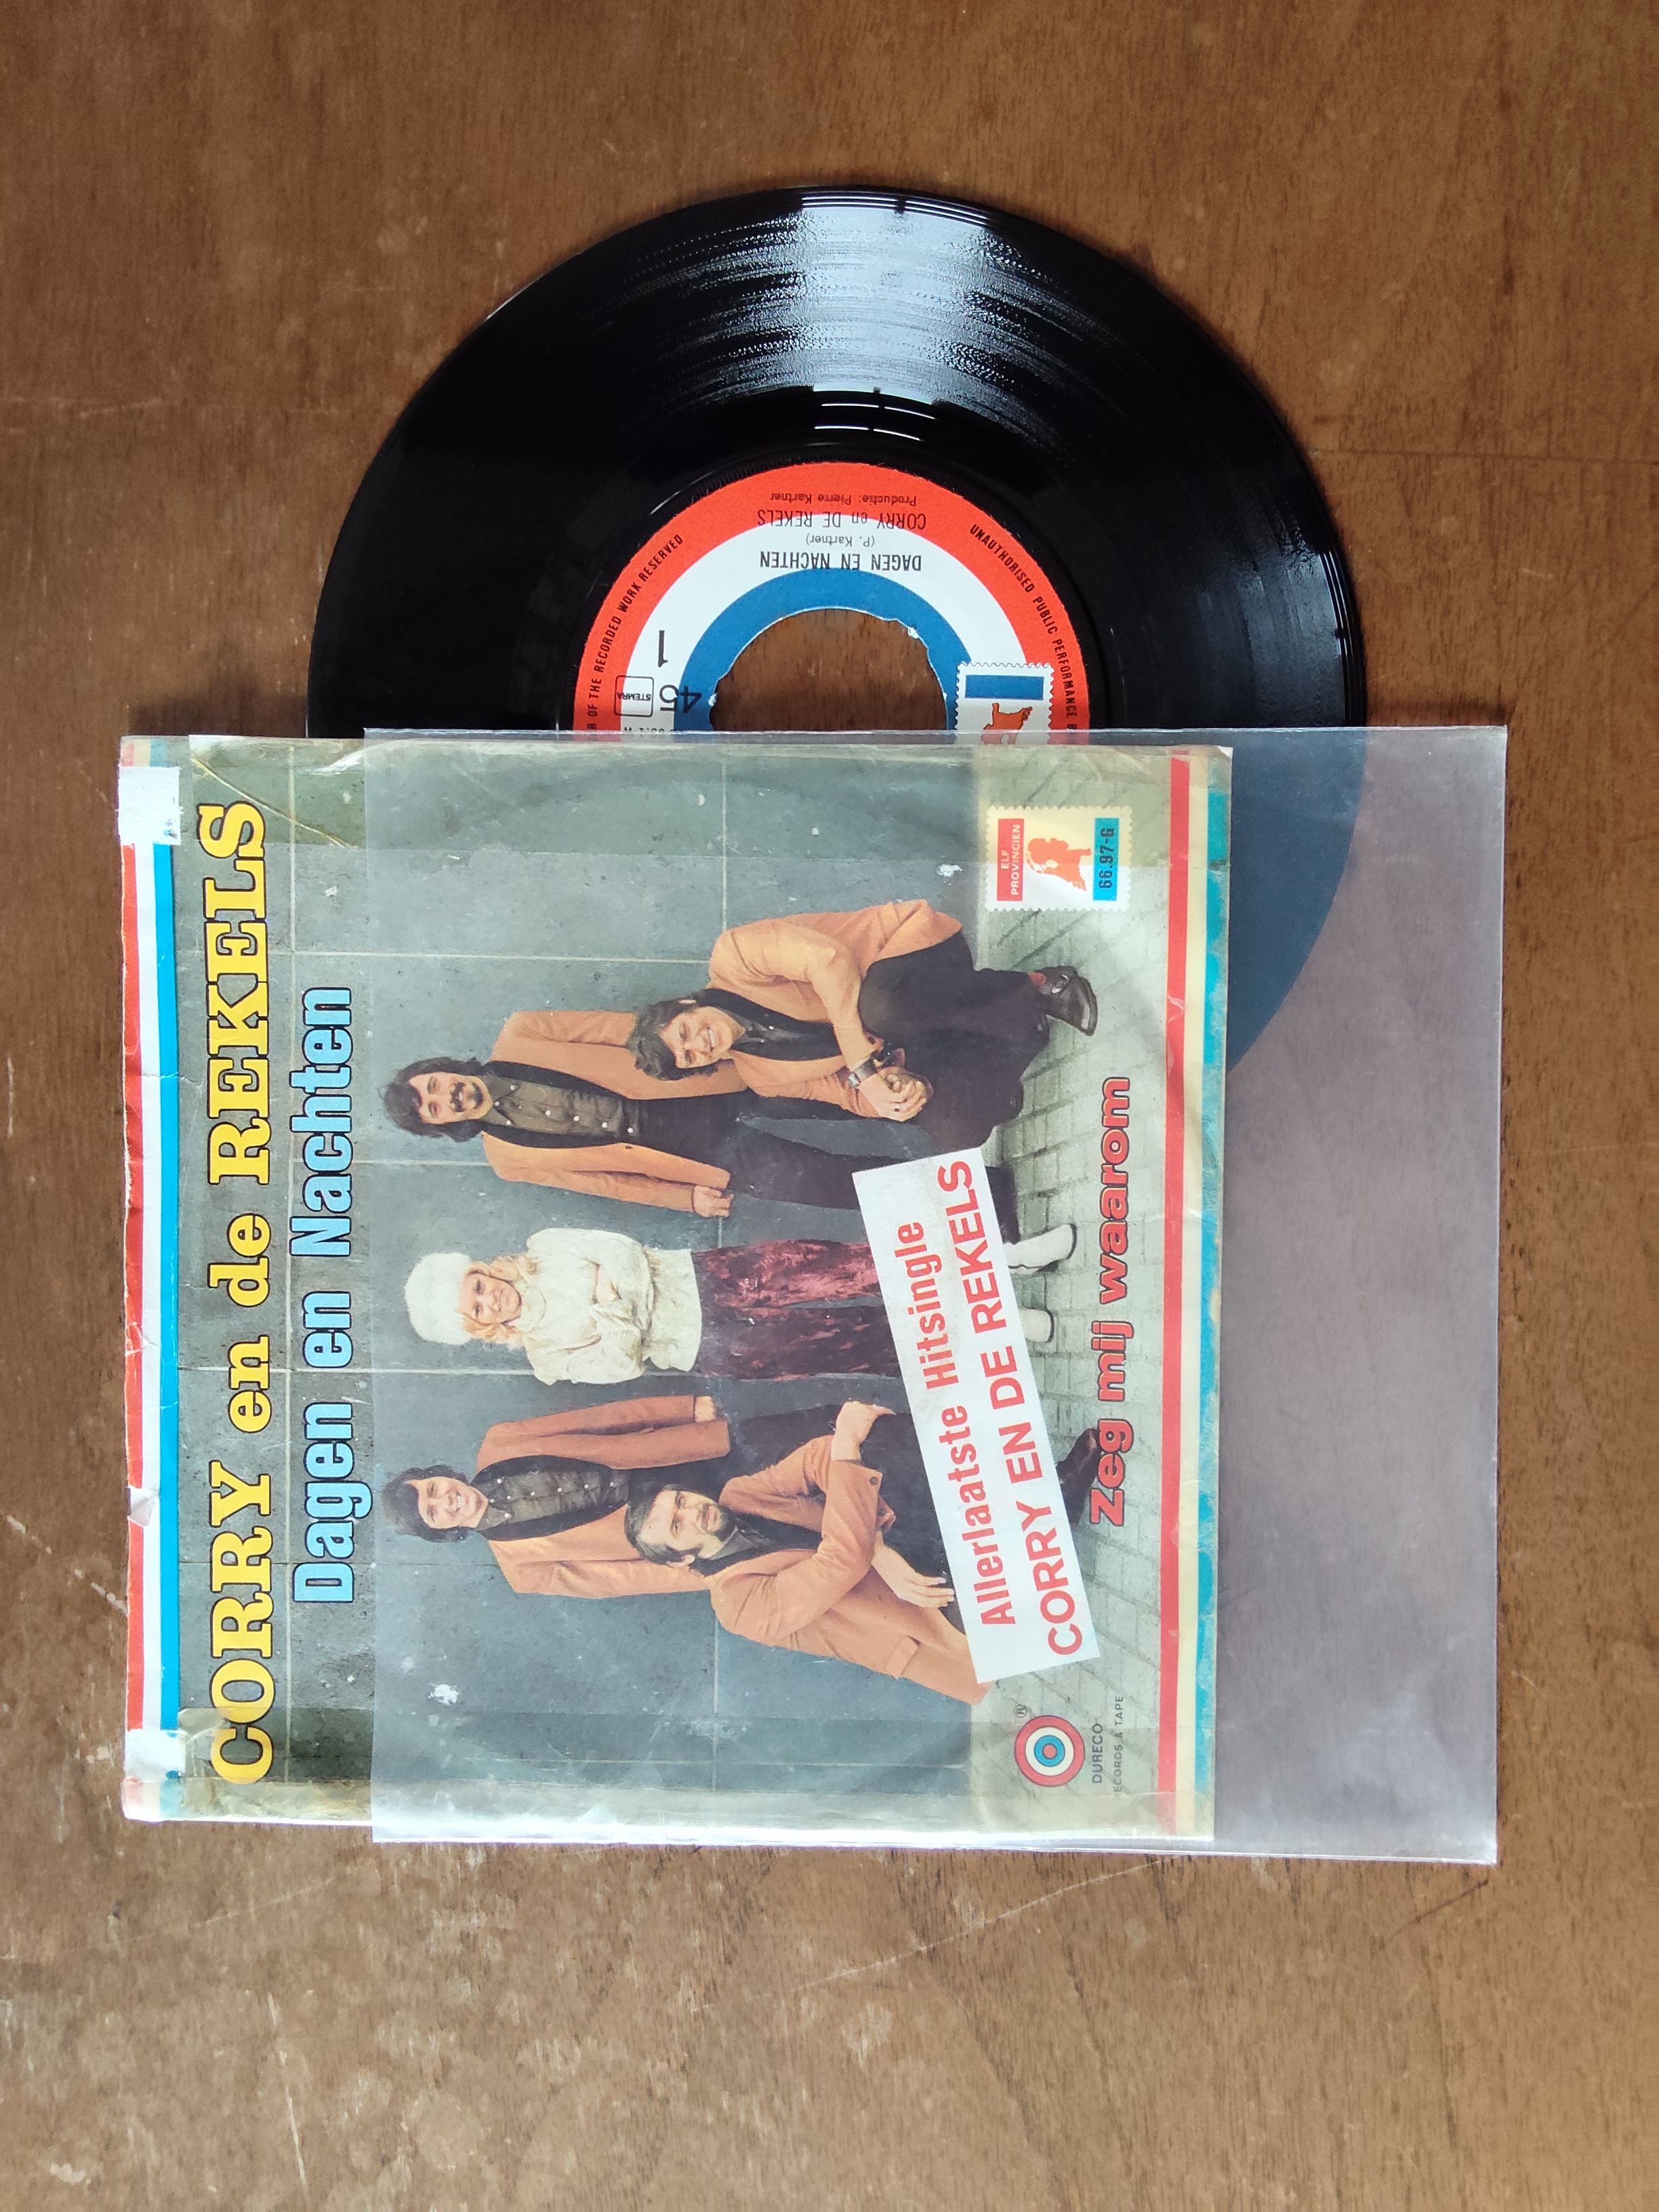 CORRY en de REKELS
Dagen en Nachten
ELF
PROVINCIEN
66.97-G
Allerlaatste Hitsingle
CORRY EN DE REKELS
Zeg mij waarom
®
DURECO
ECORDS & TAPE
DAGEN EN NACHTEN
(P. Kartner)
CORRY en DE REKELS
Productie: Pierre Kartner
45
STEMRA
1
OF THE RECORDED WORK RESERVED
UNAUTHORISED PUBLIC PERFORMANCE